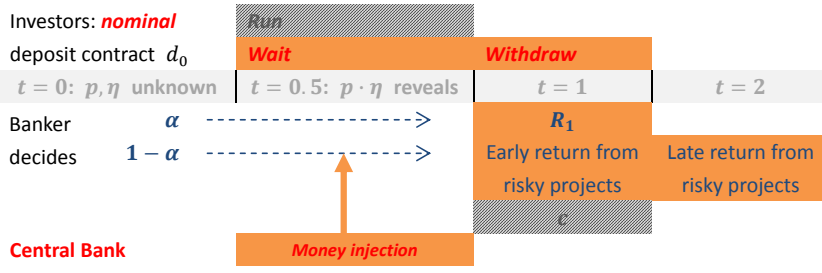 Investors: nominal
deposit contract d₀
Run
Wait
Withdraw
t = 0: p, η unknown
t = 0.5: p · η reveals
t = 1
t = 2
Banker
decides
α
1 − α
R₁
Early return from
risky projects
Late return from
risky projects
c
Central Bank
Money injection